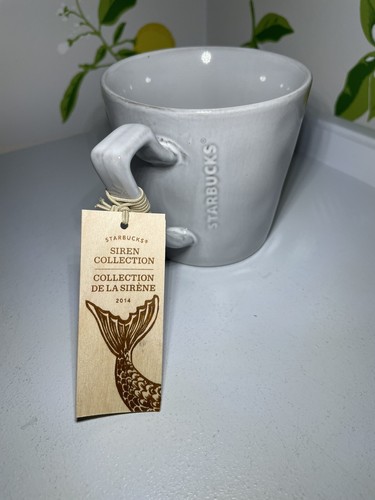 STARBUCKS®
STARBUCKS®
SIREN
COLLECTION
COLLECTION
DE LA SIRÈNE
2014